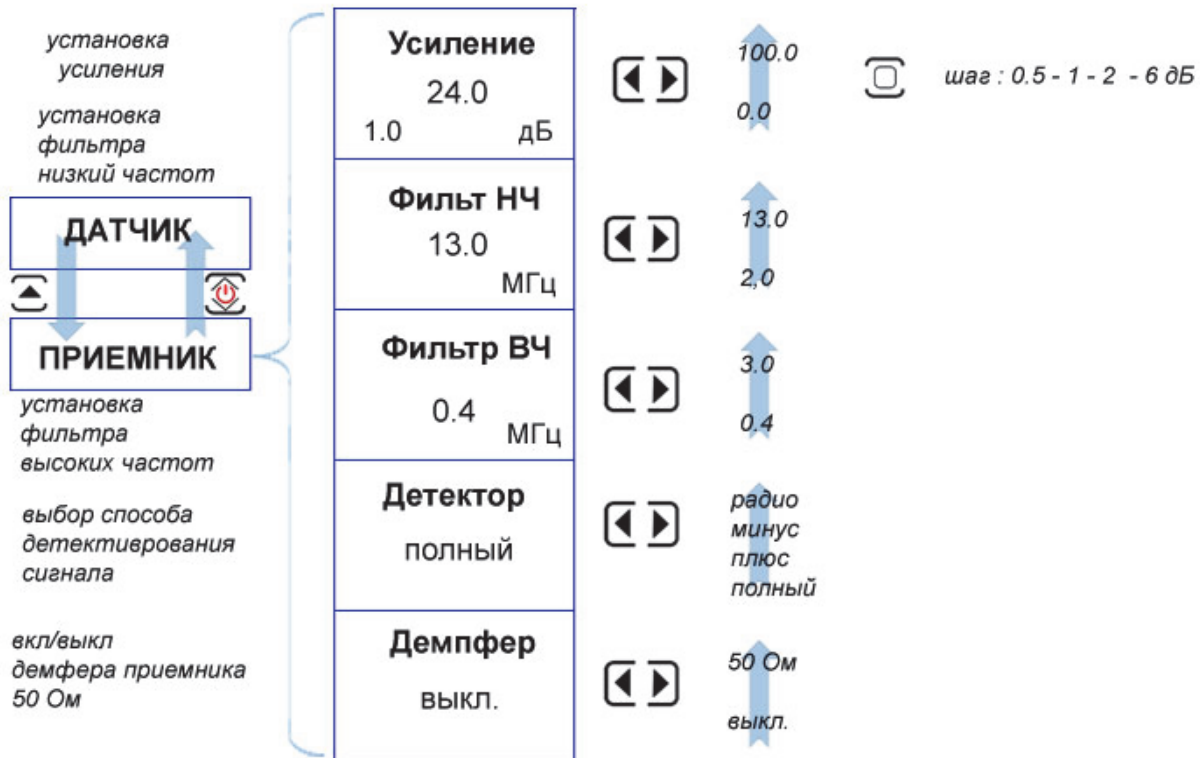 установка
усиления
установка
фильтра
низкий частот
ДАТЧИК
ПРИЕМНИК
установка
фильтра
высоких частот
выбор способа
детективрования
сигнала
вкл/выкл
демфера приемника
50 Ом
Усиление
24.0
1.0 дБ
Фильт НЧ
13.0
МГц
Фильтр ВЧ
0.4
МГц
Детектор
полный
Демпфер
выкл.
100.0
0.0
шаг : 0.5 - 1 - 2 - 6 дБ
13.0
2,0
3.0
0.4
радио
минус
плюс
полный
50 Ом
выкл.